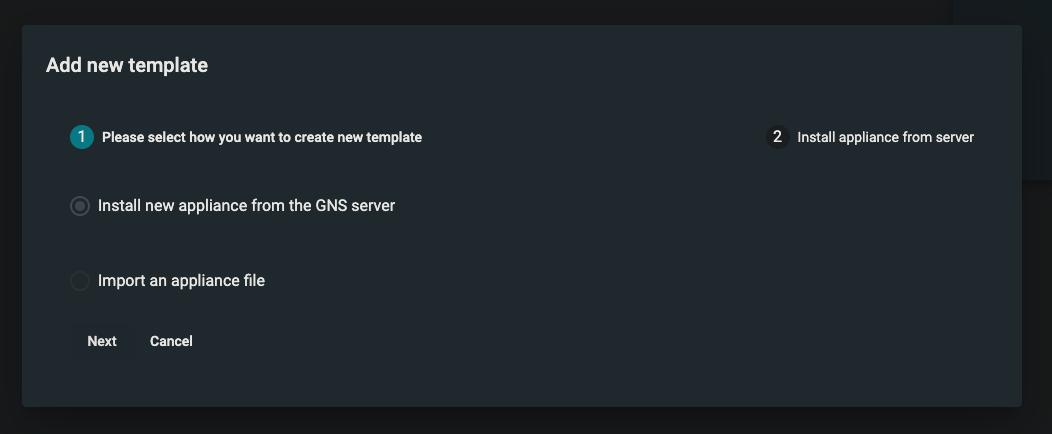 Add new template
1 Please select how you want to create new template
2 Install appliance from server
Install new appliance from the GNS server
Import an appliance file
Next Cancel